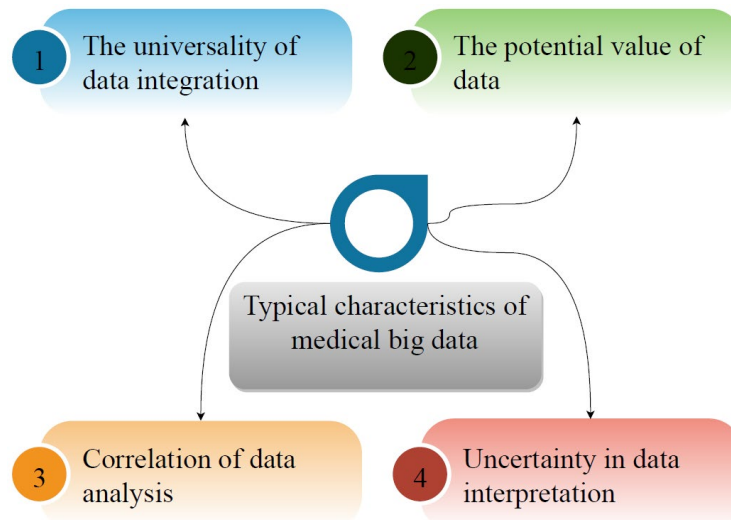 1
The universality of
data integration
2
The potential value of
data
Typical characteristics of
medical big data
3
Correlation of data
analysis
4
Uncertainty in data
interpretation